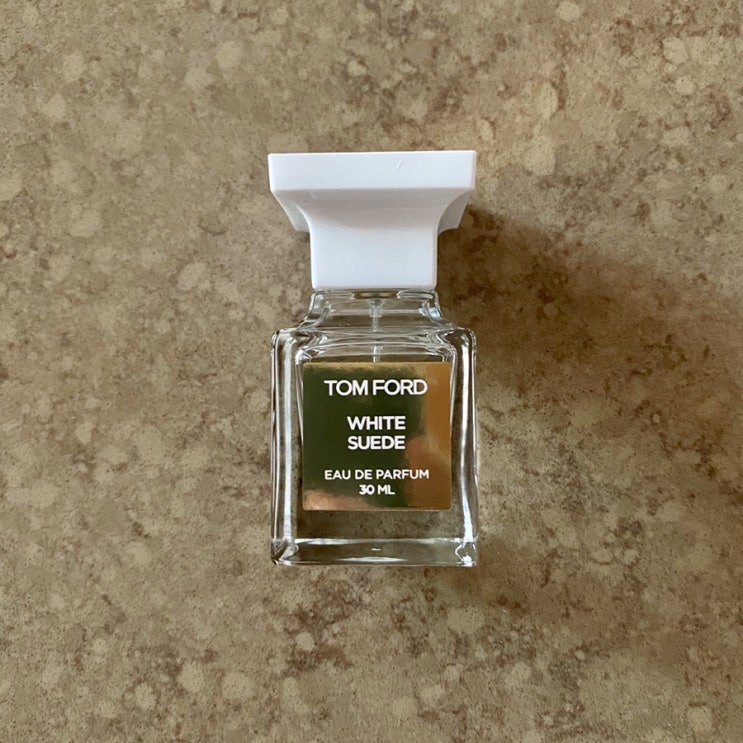 TOM FORD
WHITE
SUEDE
EAU DE PARFUM
30 ML